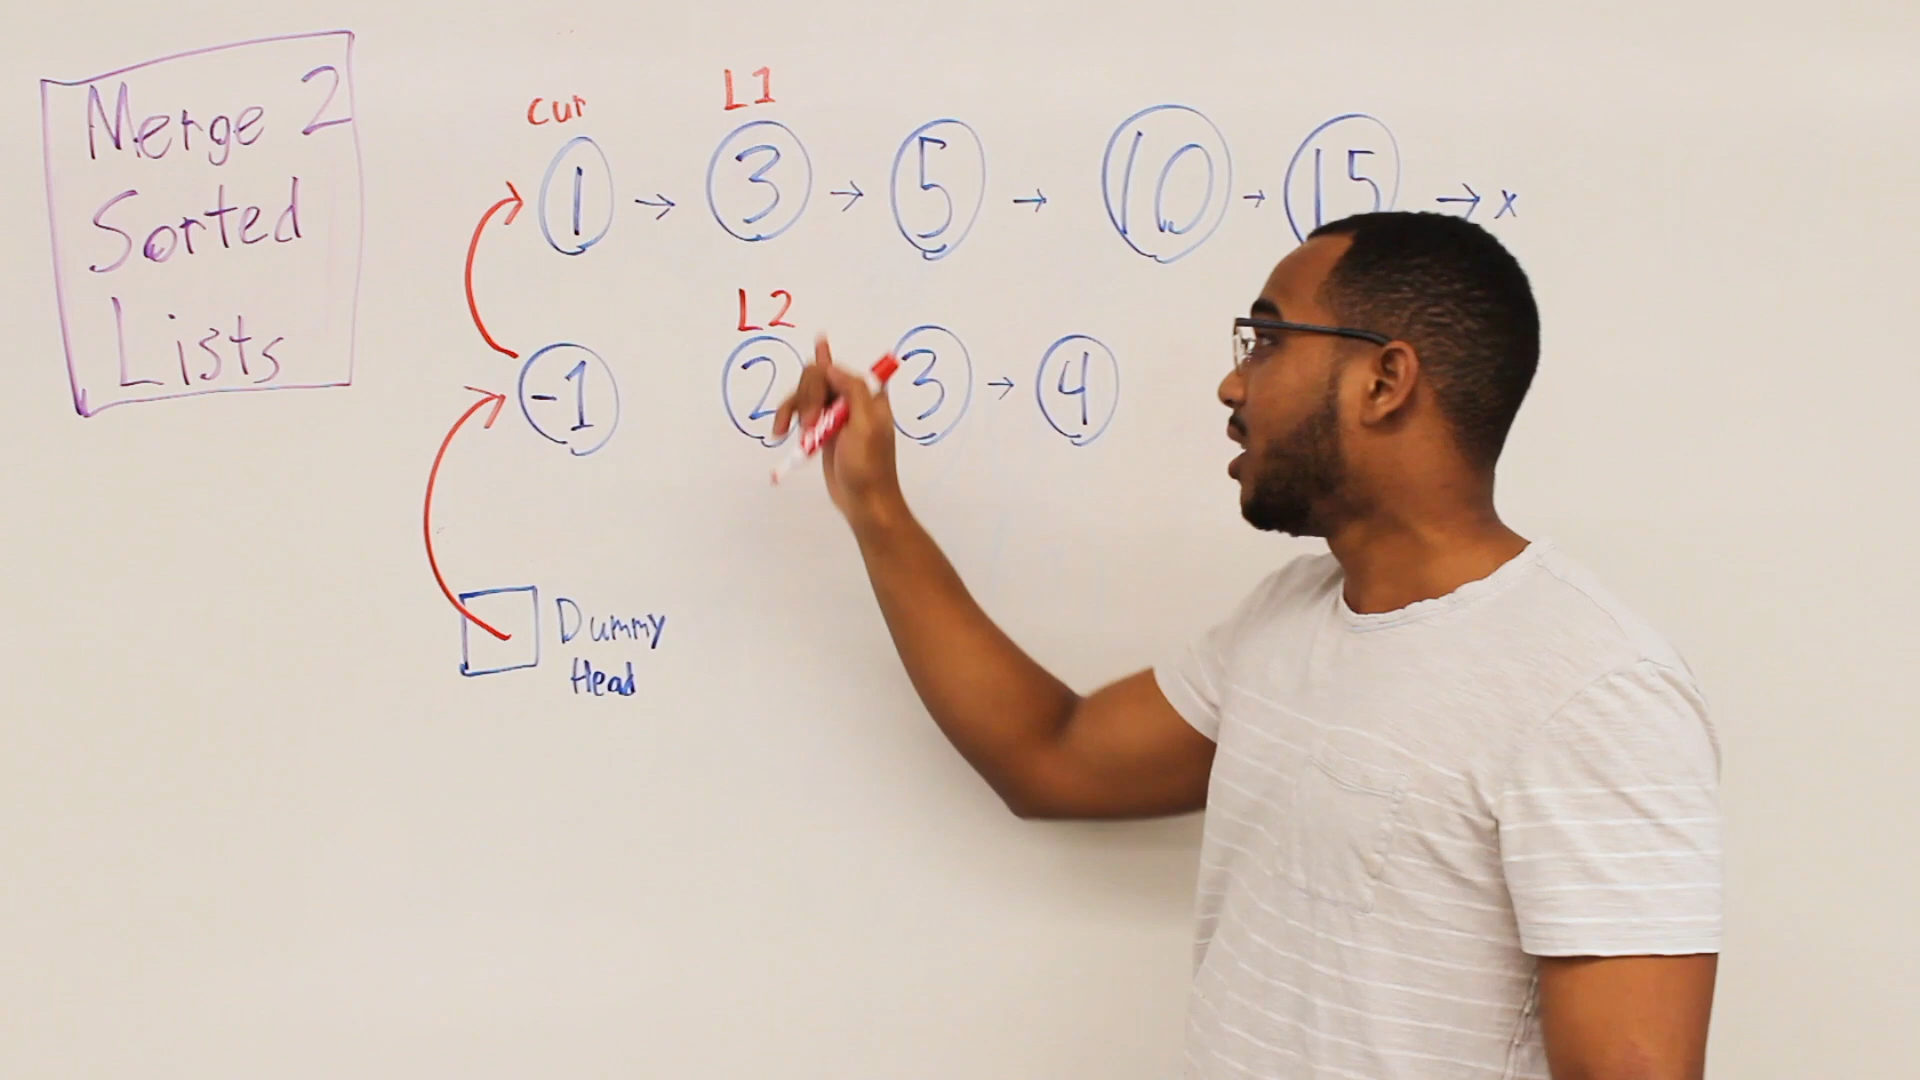 Merge 2
Sorted
Lists
cur
L1
1 → 3 → 5 → 10 → 15 → x
L2
-1 2 3 → 4
Dummy
Head